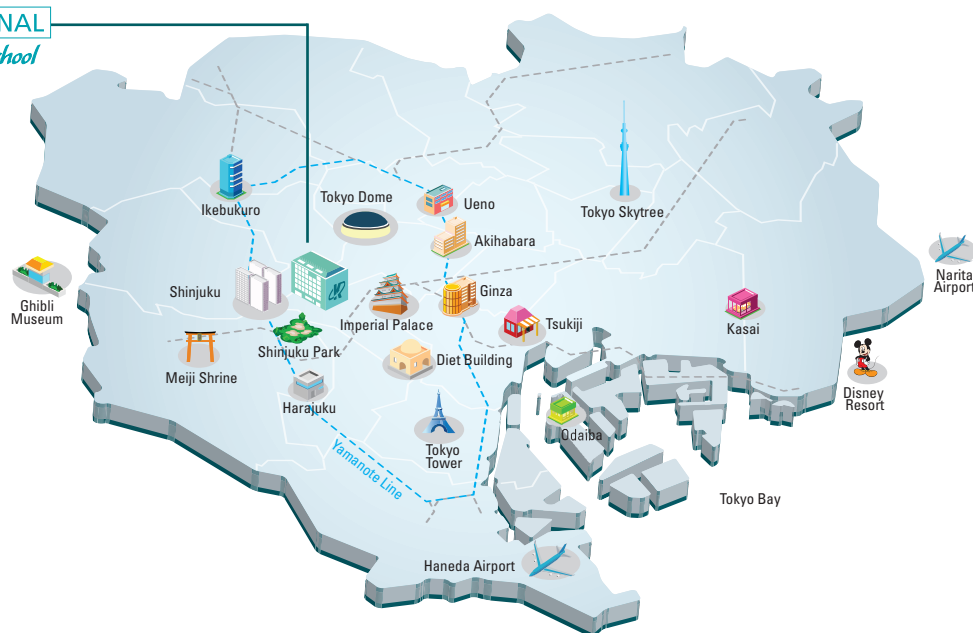 NAL
hool
Ikebukuro
Tokyo Dome
Ueno
Tokyo Skytree
Akihabara
Narita
Airport
Ghibli
Museum
Shinjuku
Ginza
Imperial Palace
Tsukiji
Kasai
Shinjuku Park
Meiji Shrine
Diet Building
Harajuku
Disney
Resort
Odaiba
Tokyo
Tower
Yamanote Line
Tokyo Bay
Haneda Airport